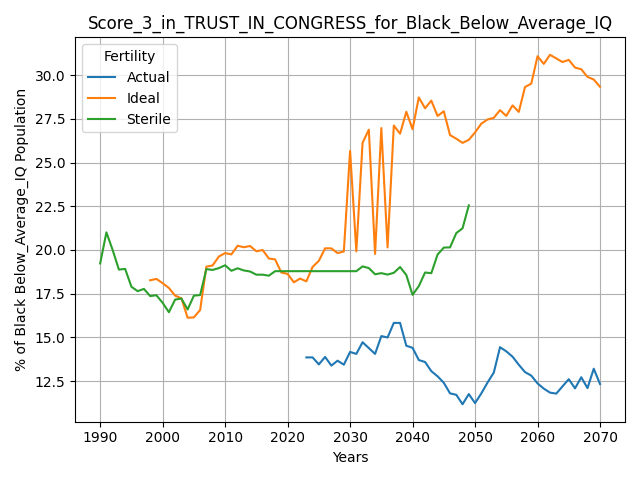 Score_3_in_TRUST_IN_CONGRESS_for_Black_Below_Average_IQ
Fertility
Actual
Ideal
Sterile
% of Black Below_Average_IQ Population
30.0
27.5
25.0
22.5
20.0
17.5
15.0
12.5
1990 2000 2010 2020 2030 2040 2050 2060 2070
Years